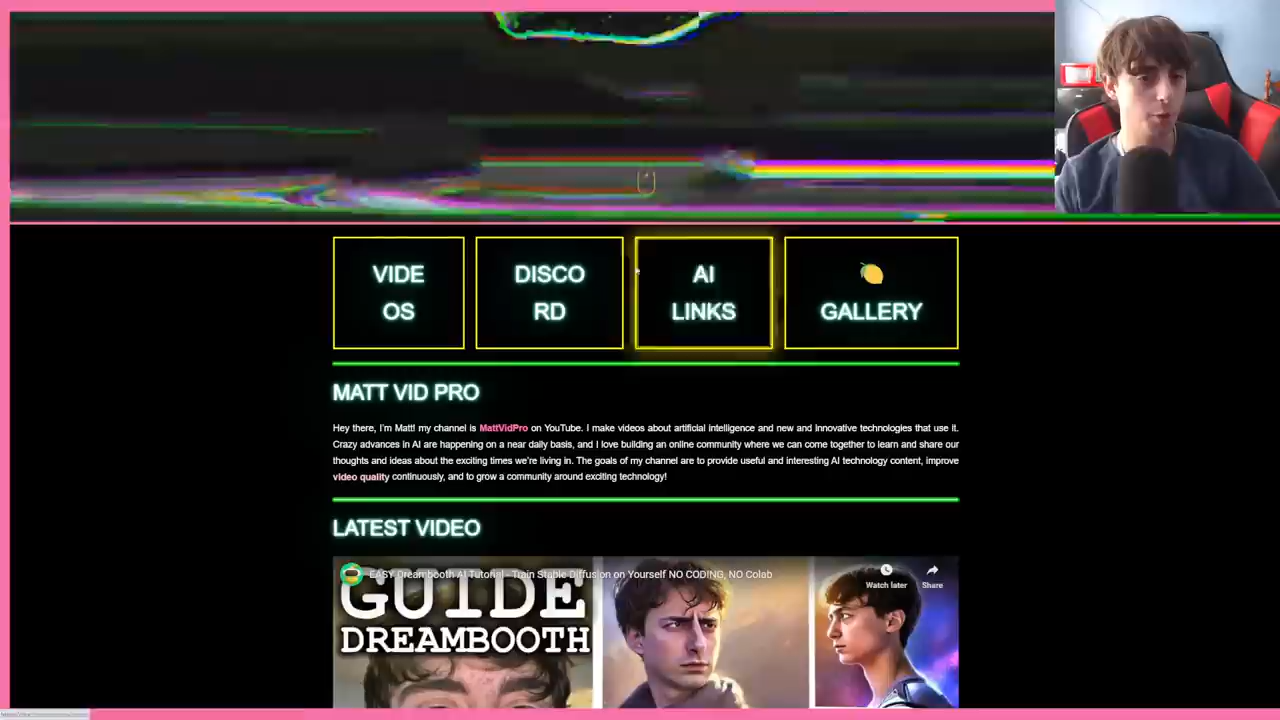 VIDE
OS
DISCO
RD
AI
LINKS
GALLERY
MATT VID PRO
Hey there, I'm Matt! my channel is MattVidPro on YouTube. I make videos about artificial intelligence and new and innovative technologies that use it.
Crazy advances in AI are happening on a near daily basis, and I love building an online community where we can come together to learn and share our
thoughts and ideas about the exciting times we're living in. The goals of my channel are to provide useful and interesting AI technology content, improve
video quality continuously, and to grow a community around exciting technology!
LATEST VIDEO
EASY Dreambooth AI Tutorial - Train Stable Diffusion on Yourself NO CODING, NO Colab
Watch later
Share
GUIDE
DREAMBOOTH